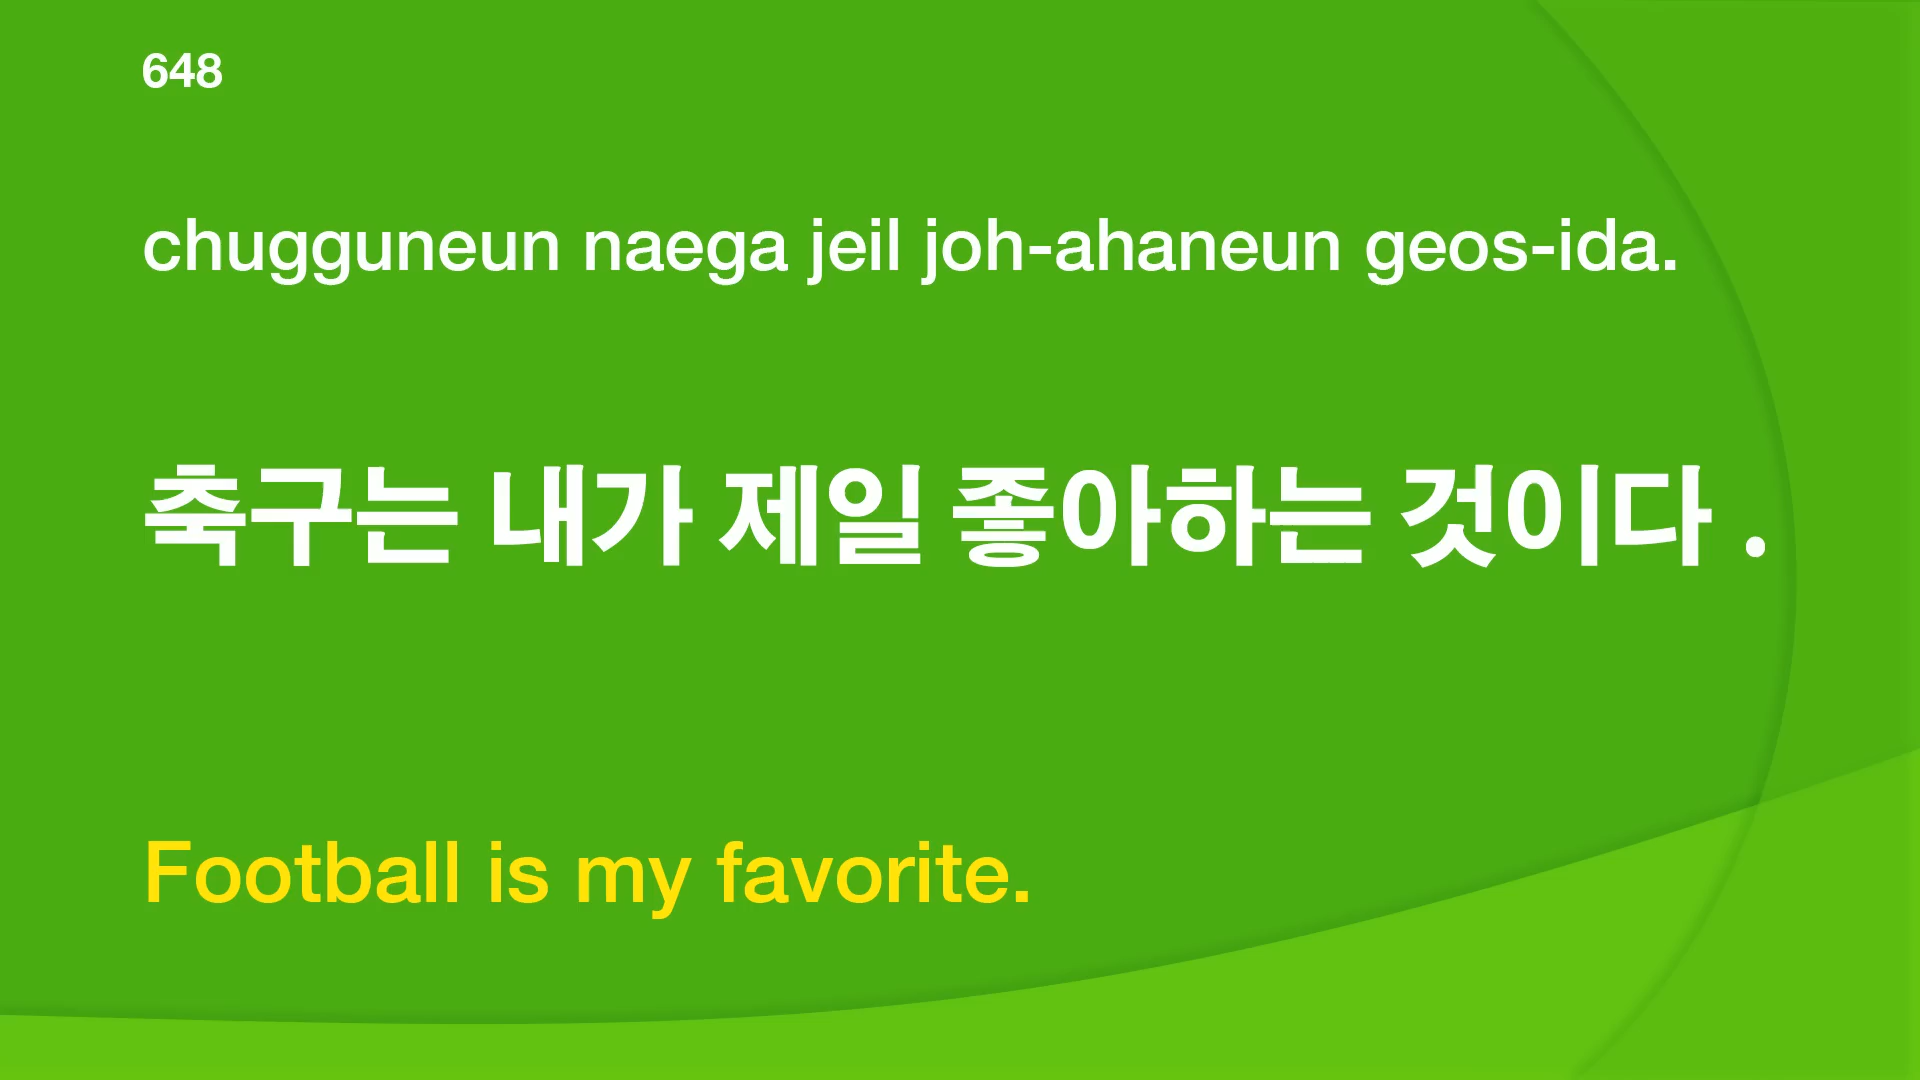 648
chugguneun naega jeil joh-ahaneun geos-ida.
축구는 내가 제일 좋아하는 것이다 .
Football is my favorite.